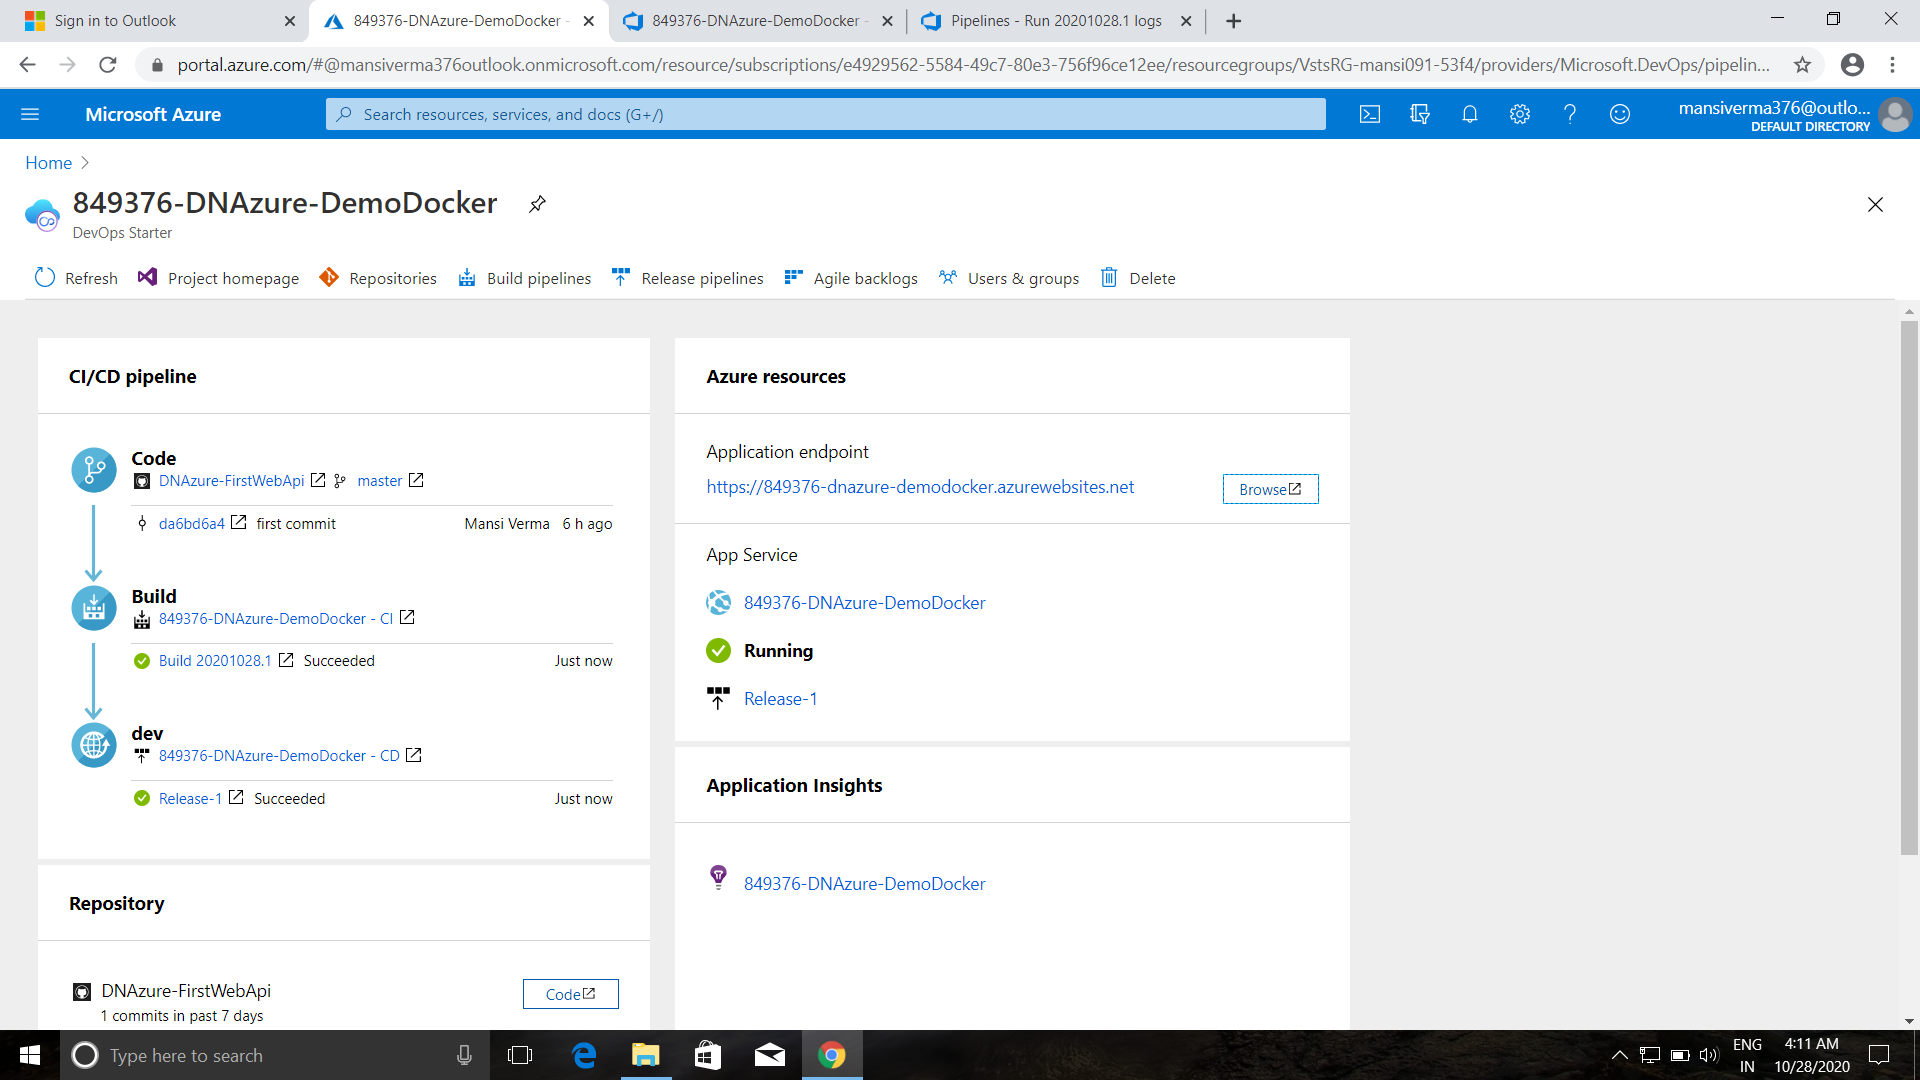 Sign in to Outlook
849376-DNAzure-DemoDocker -
849376-DNAzure-DemoDocker -
Pipelines - Run 20201028.1 logs
portal.azure.com/#@mansiverma376outlook.onmicrosoft.com/resource/subscriptions/e4929562-5584-49c7-80e3-756f96ce12ee/resourcegroups/VstsRG-mansi091-53f4/providers/Microsoft.DevOps/pipelin...
Microsoft Azure
Search resources, services, and docs (G+/)
mansiverma376@outlo...
DEFAULT DIRECTORY
Home
849376-DNAzure-DemoDocker
DevOps Starter
Refresh
Project homepage
Repositories
Build pipelines
Release pipelines
Agile backlogs
Users & groups
Delete
CI/CD pipeline
Code
DNAzure-FirstWebApi master
da6bd6a4 first commit Mansi Verma 6 h ago
Build
849376-DNAzure-DemoDocker - CI
Build 20201028.1 Succeeded Just now
dev
849376-DNAzure-DemoDocker - CD
Release-1 Succeeded Just now
Repository
DNAzure-FirstWebApi
1 commits in past 7 days
Code
Azure resources
Application endpoint
https://849376-dnazure-demodocker.azurewebsites.net
Browse
App Service
849376-DNAzure-DemoDocker
Running
Release-1
Application Insights
849376-DNAzure-DemoDocker
Type here to search
ENG
IN
4:11 AM
10/28/2020